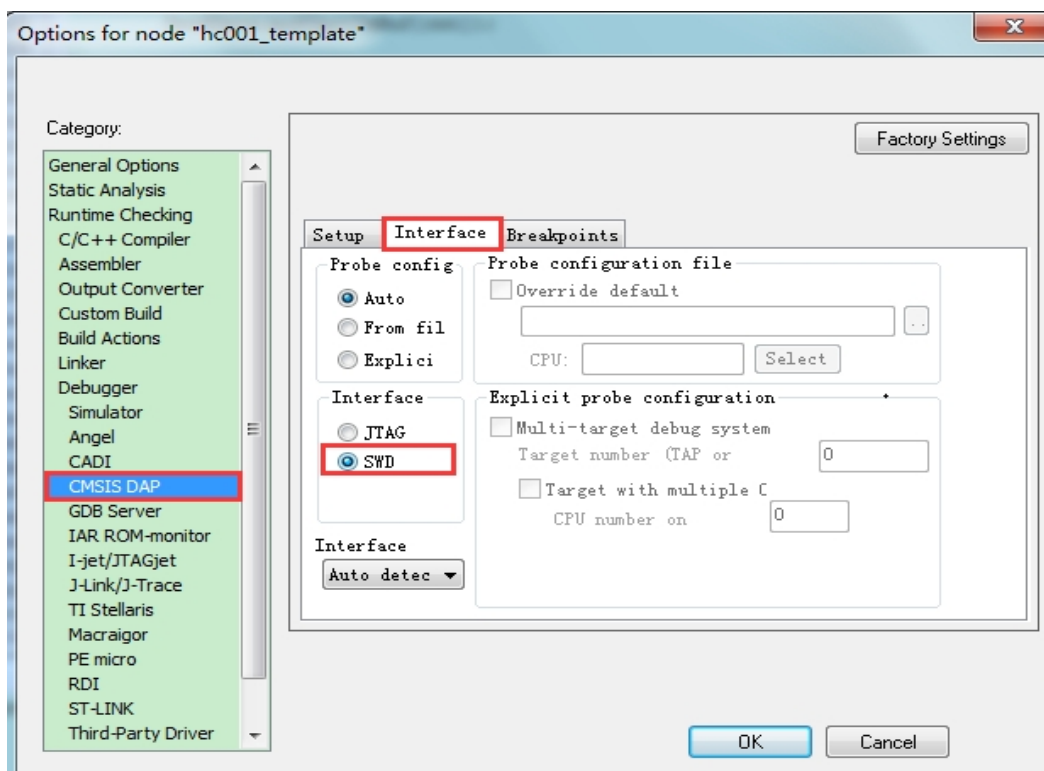 Options for node "hc001_template"
Category:
Factory Settings
General Options
Static Analysis
Runtime Checking
C/C++ Compiler
Assembler
Output Converter
Custom Build
Build Actions
Linker
Debugger
Simulator
Angel
CADI
CMSIS DAP
GDB Server
IAR ROM-monitor
I-jet/JTAGjet
J-Link/J-Trace
TI Stellaris
Macraigor
PE micro
RDI
ST-LINK
Third-Party Driver
Setup Interface Breakpoints
Probe config
Auto
From fil
Explici
Probe configuration file
Override default
..
CPU: Select
Interface
JTAG
SWD
Explicit probe configuration
Multi-target debug system
Target number (TAP or 0
Target with multiple C
CPU number on 0
Interface
Auto detec
OK Cancel